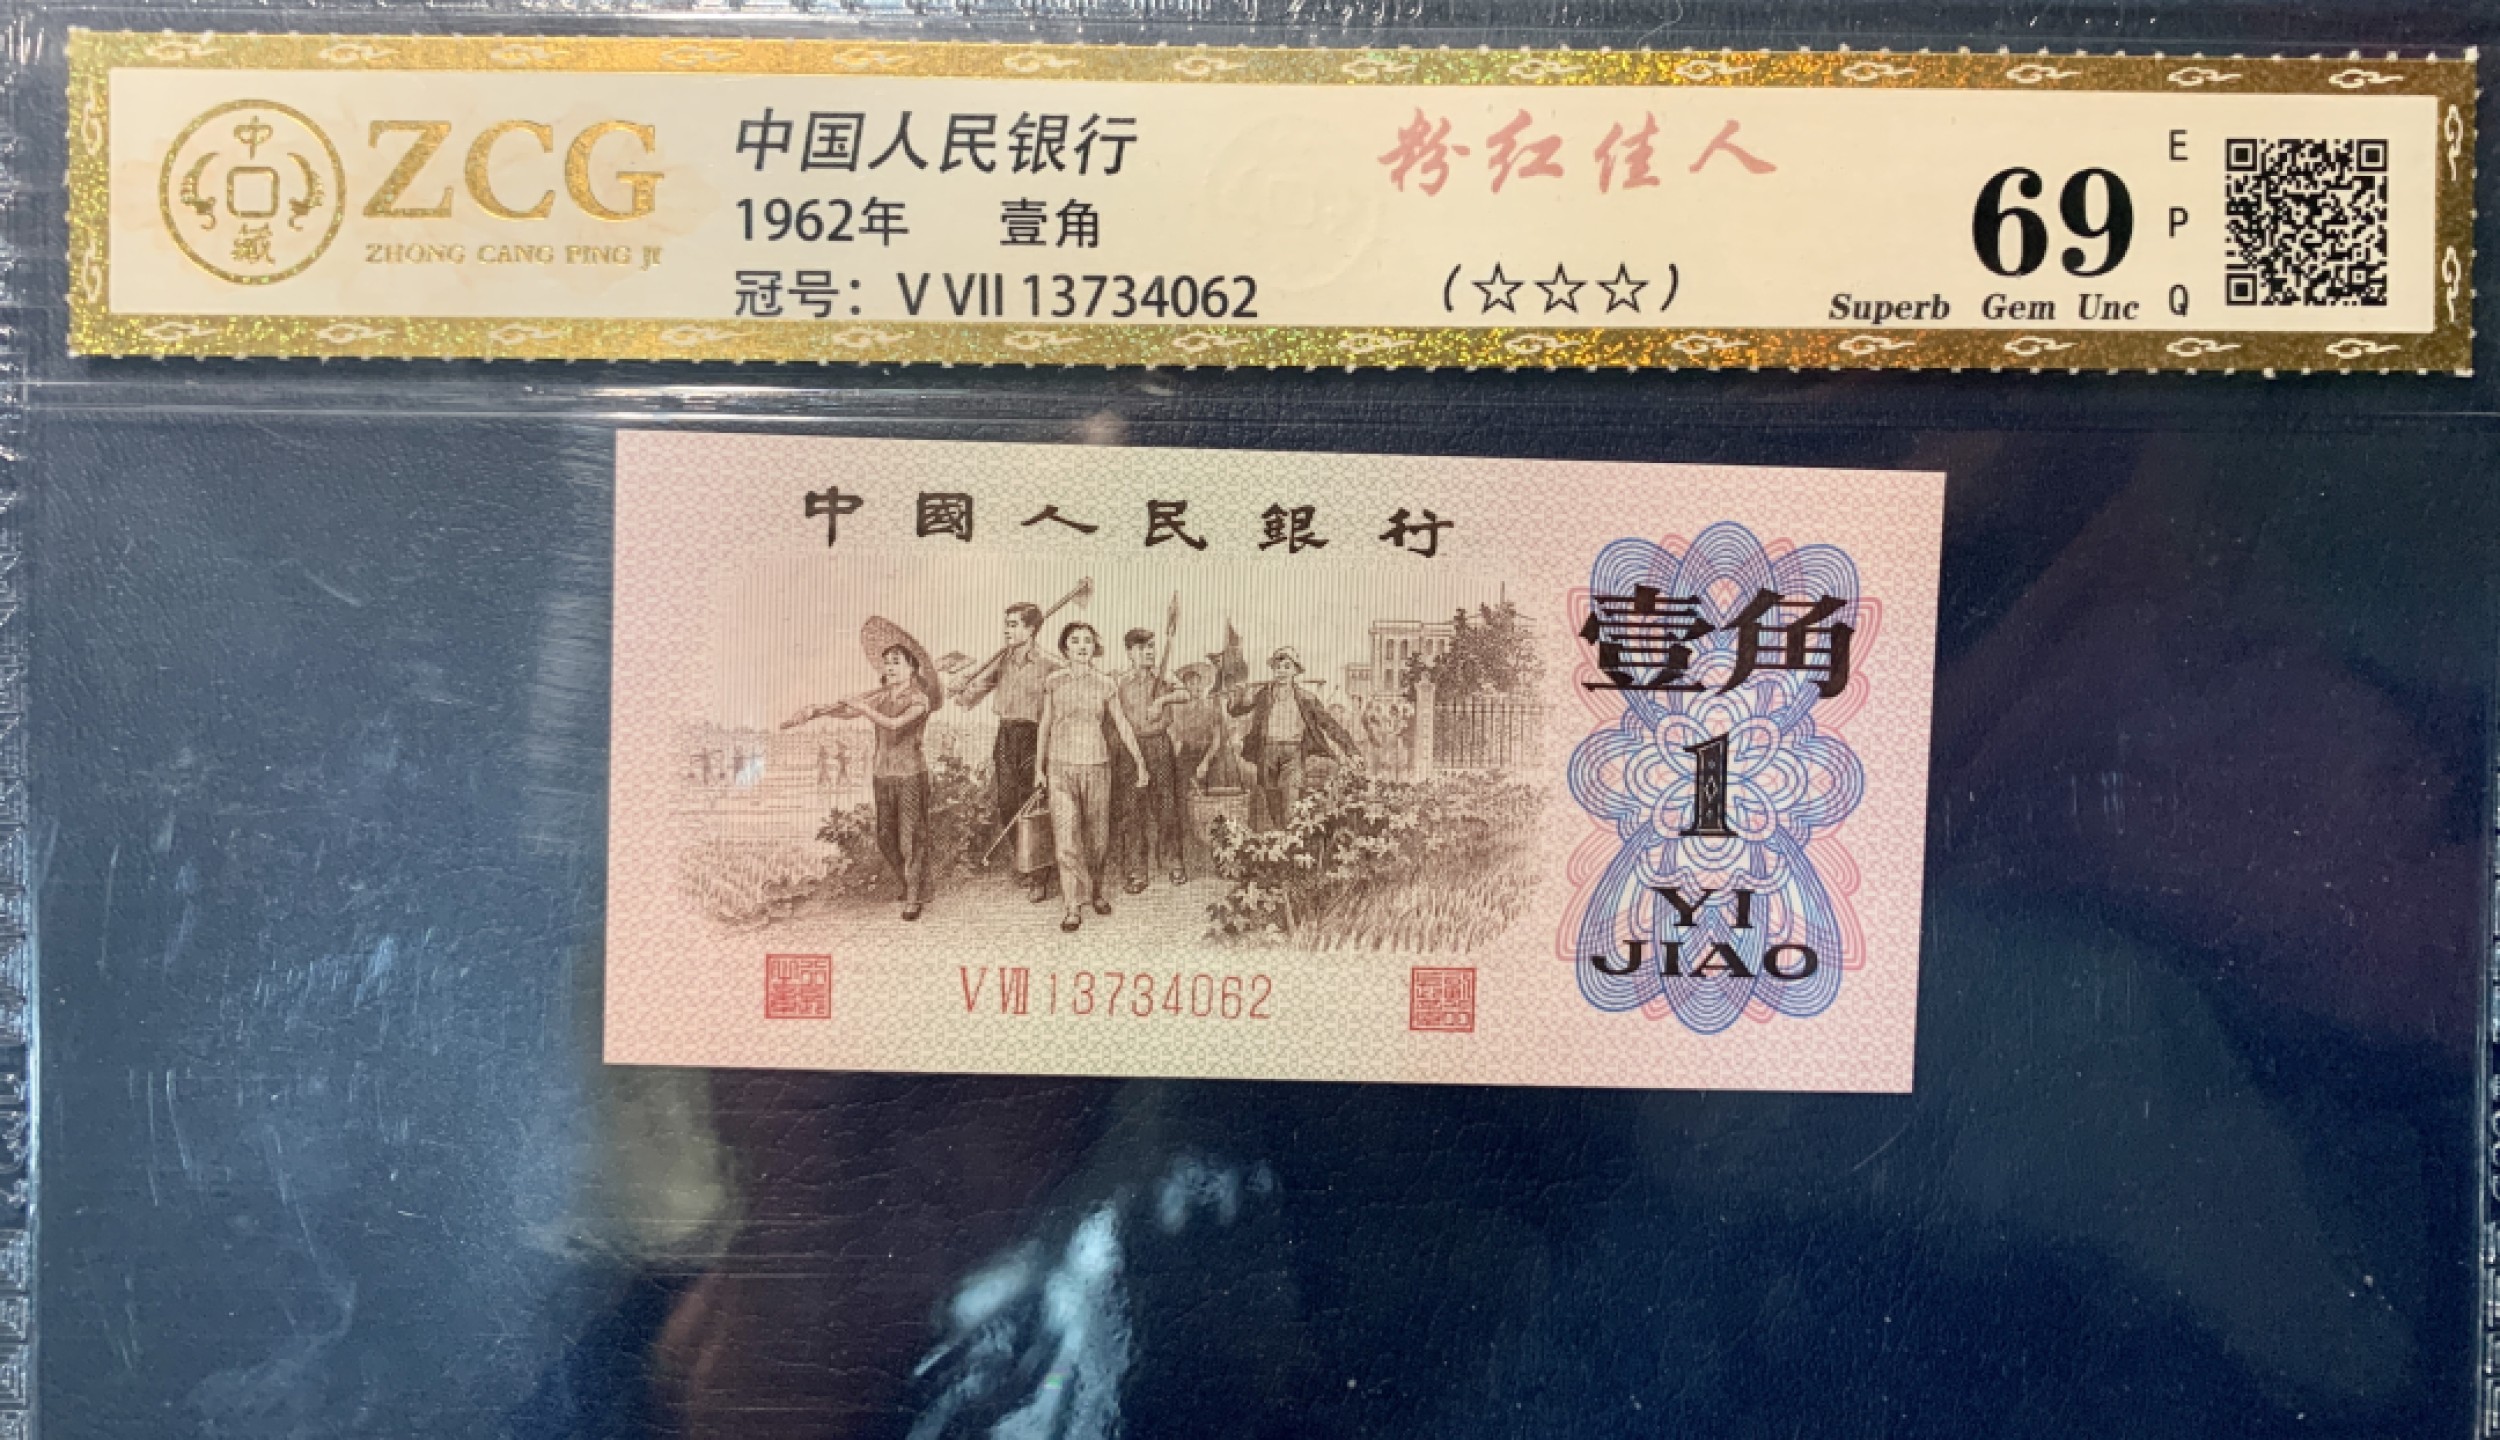 中
藏
ZCG
ZHONG CANG PING JI
中国人民银行
1962年 壹角
冠号：V VII 13734062
粉红佳人
（☆☆☆）
69
Superb Gem Unc
E
P
Q
中國人民銀行
壹角
1
YI
JIAO
V VII 13734062